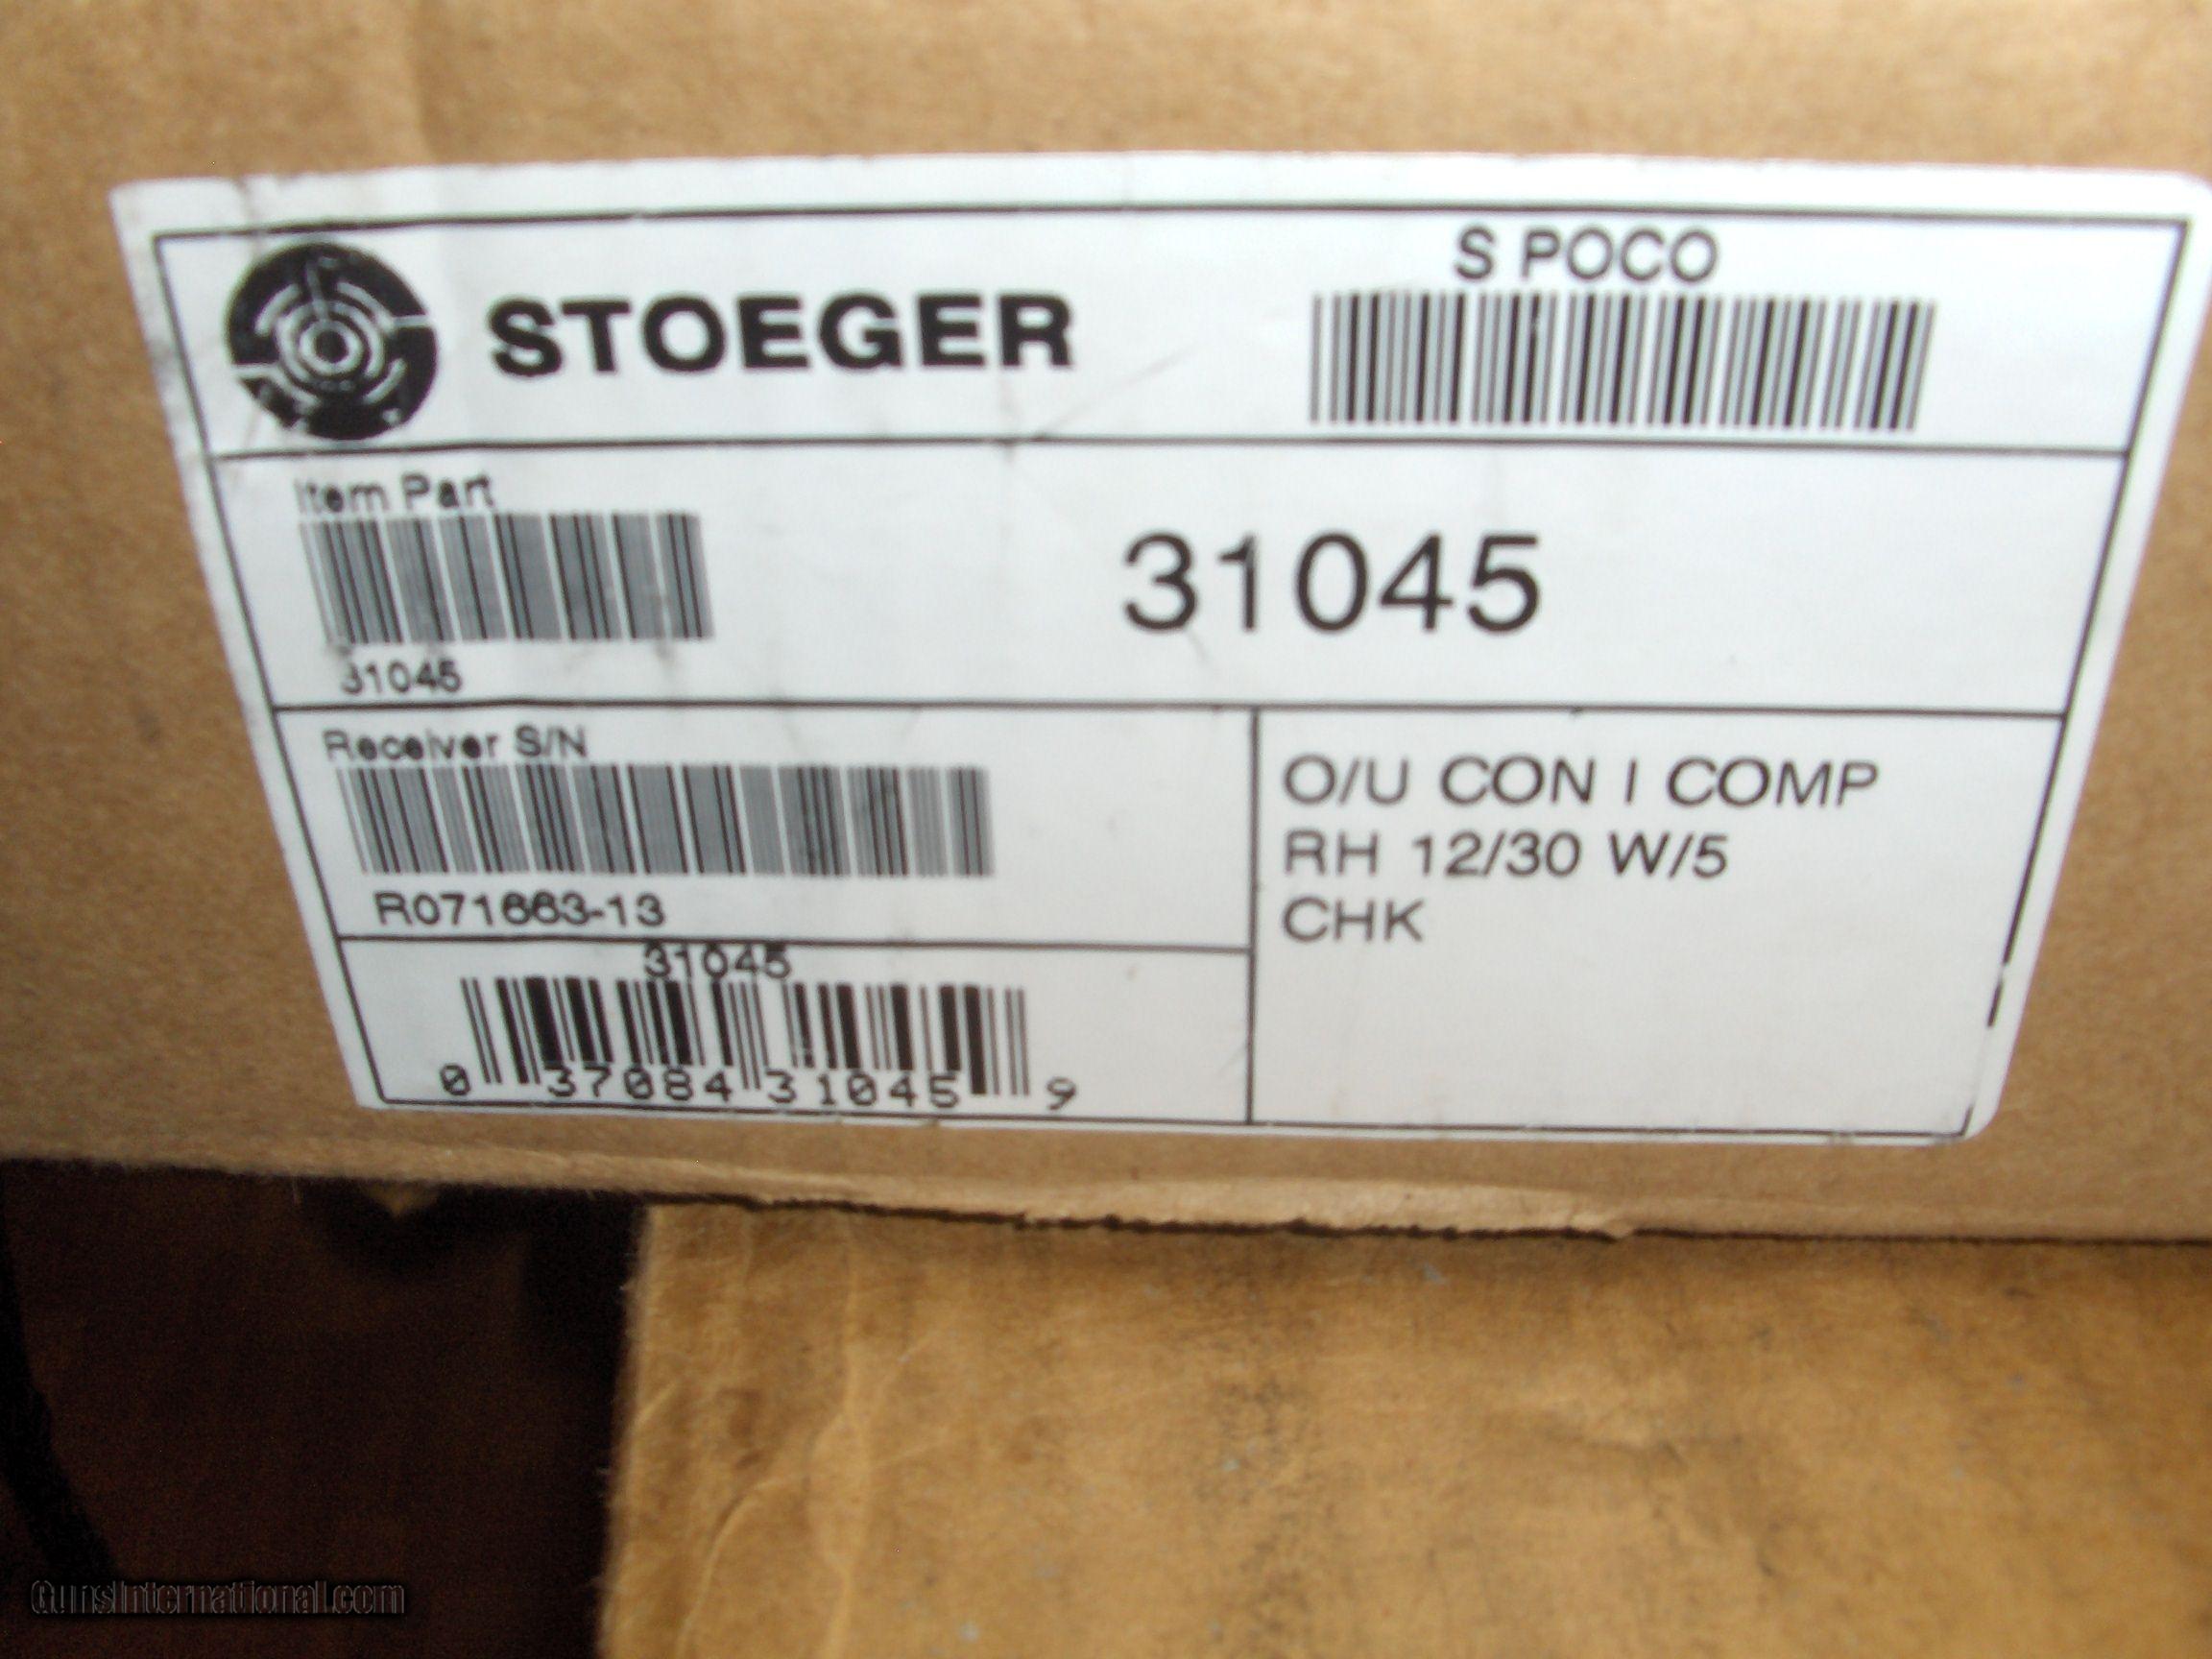 STOEGER
S POCO
Item Part
31045
31045
Receiver S/N
R071663-13
O/U CON I COMP
RH 12/30 W/5
CHK
31045
0 37084 31045 9
GunsInternational.com